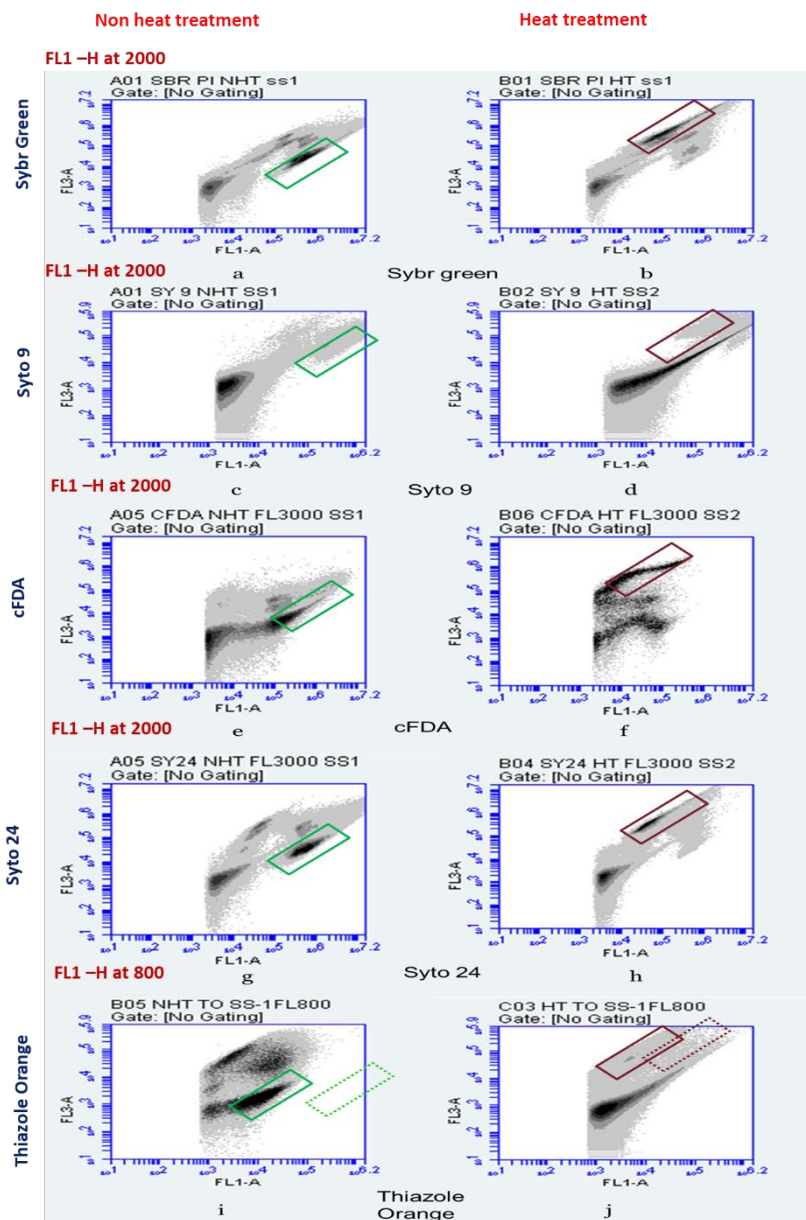 Non heat treatment
Heat treatment
FL1 –H at 2000
Sybr Green
A01 SBR PI NHT ss1
Gate: [No Gating]
FL3-A
FL1-A
a
B01 SBR PI HT ss1
Gate: [No Gating]
FL3-A
FL1-A
b
Sybr green
FL1 –H at 2000
Syto 9
A01 SY 9 NHT SS1
Gate: [No Gating]
FL3-A
FL1-A
c
B02 SY 9 HT SS2
Gate: [No Gating]
FL3-A
FL1-A
d
Syto 9
FL1 –H at 2000
cFDA
A05 CFDA NHT FL3000 SS1
Gate: [No Gating]
FL3-A
FL1-A
e
B06 CFDA HT FL3000 SS2
Gate: [No Gating]
FL3-A
FL1-A
f
cFDA
FL1 –H at 2000
Syto 24
A05 SY24 NHT FL3000 SS1
Gate: [No Gating]
FL3-A
FL1-A
g
B04 SY24 HT FL3000 SS2
Gate: [No Gating]
FL3-A
FL1-A
h
Syto 24
FL1 –H at 800
Thiazole Orange
B05 NHT TO SS-1FL800
Gate: [No Gating]
FL3-A
FL1-A
i
C03 HT TO SS-1FL800
Gate: [No Gating]
FL3-A
FL1-A
j
Thiazole
Orange